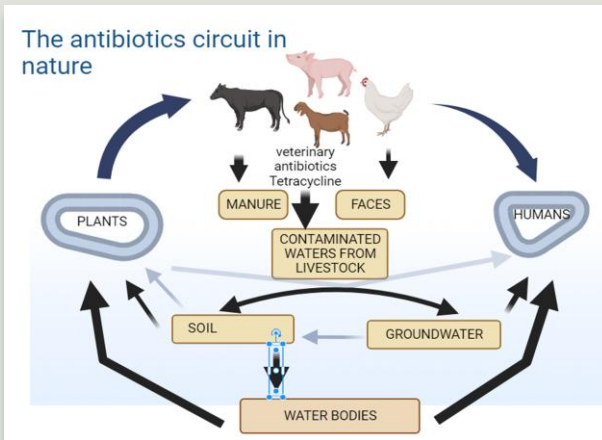 The antibiotics circuit in
nature
veterinary
antibiotics
Tetracycline
MANURE
FACES
PLANTS
HUMANS
CONTAMINATED
WATERS FROM
LIVESTOCK
SOIL
GROUNDWATER
WATER BODIES